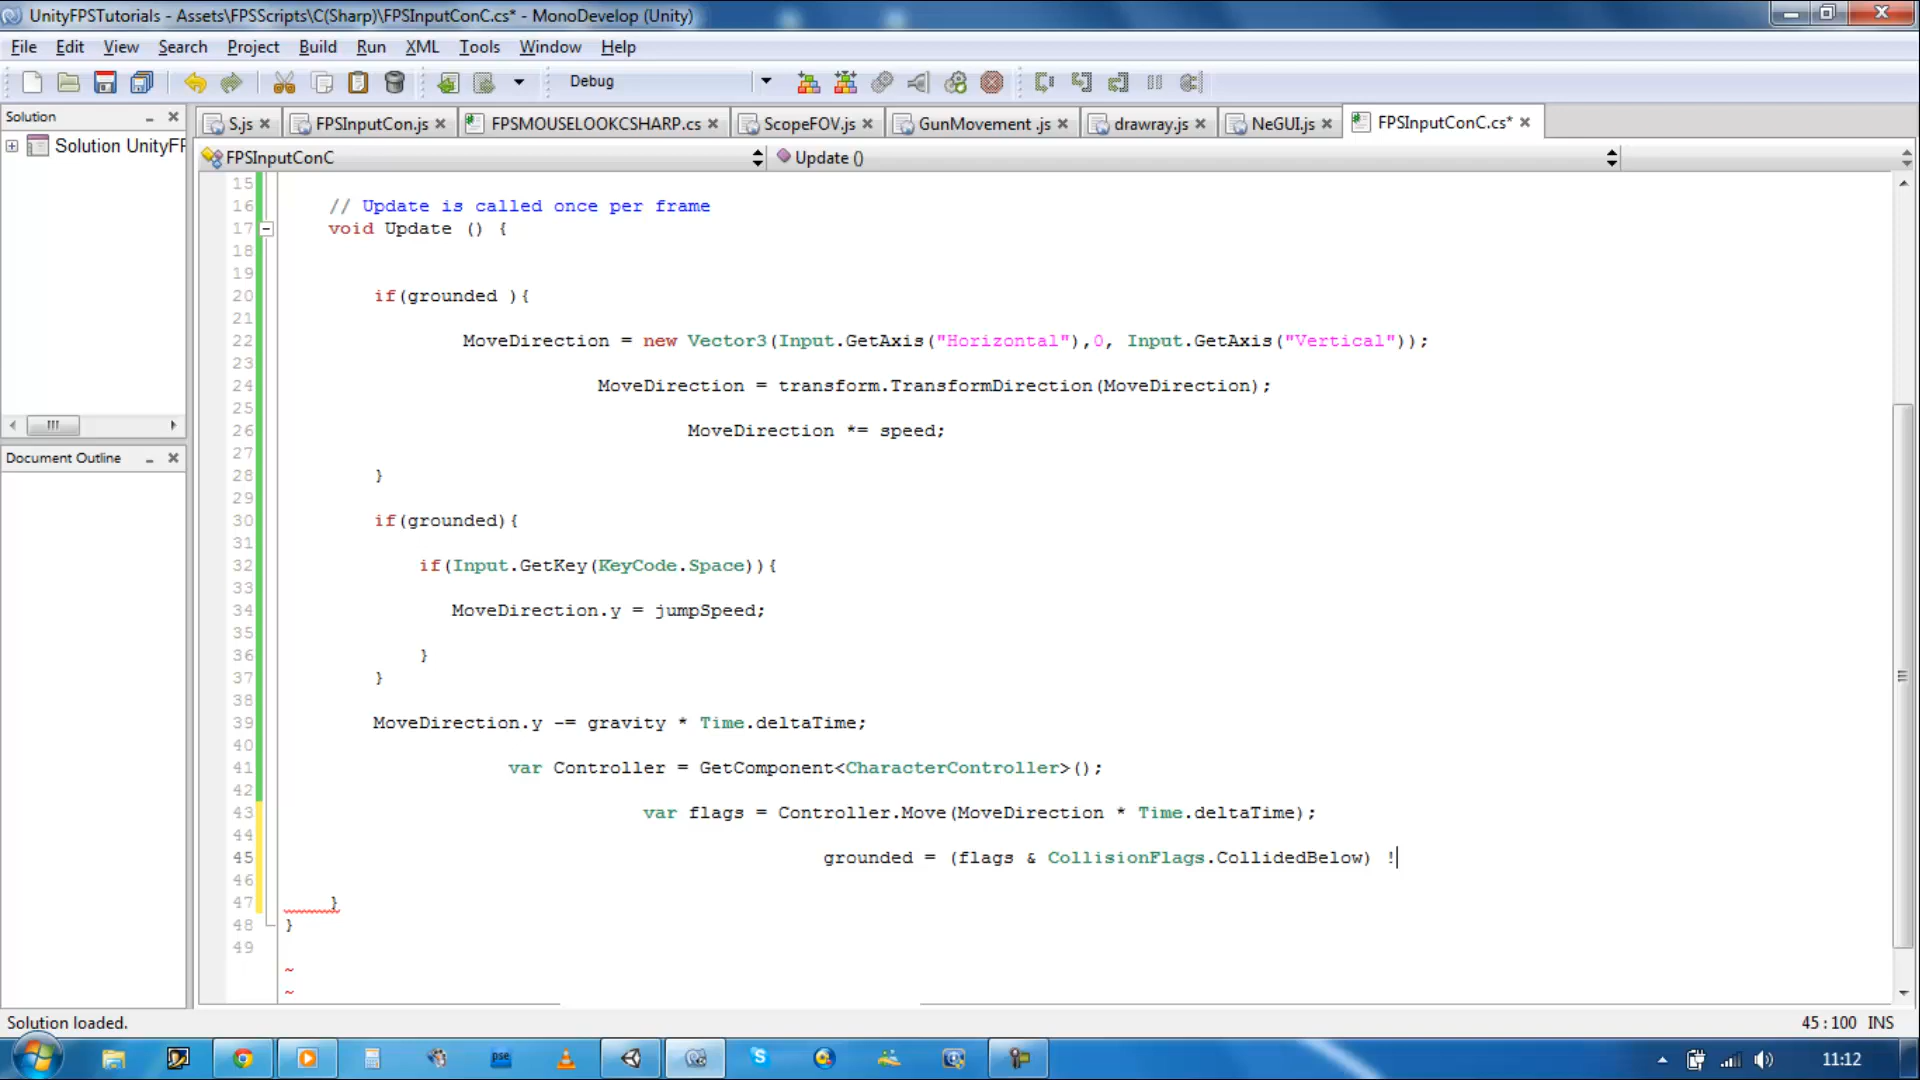 UnityFPSTutorials - Assets\FPSScripts\C(Sharp)\FPSInputConC.cs* - MonoDevelop (Unity)
File Edit View Search Project Build Run XML Tools Window Help
Debug
Solution
S.js FPSInputCon.js FPSMOUSELOOKCSHARP.cs ScopeFOV.js GunMovement .js drawray.js NeGUI.js FPSInputConC.cs*
Solution UnityFF
FPSInputConC Update ()
15
16 // Update is called once per frame
17 void Update () {
18
19
20 if(grounded ){
21
22 MoveDirection = new Vector3(Input.GetAxis("Horizontal"),0, Input.GetAxis("Vertical"));
23
24 MoveDirection = transform.TransformDirection(MoveDirection);
25
26 MoveDirection *= speed;
27
28 }
29
30 if(grounded){
31
32 if(Input.GetKey(KeyCode.Space)){
33
34 MoveDirection.y = jumpSpeed;
35
36 }
37 }
38
39 MoveDirection.y -= gravity * Time.deltaTime;
40
41 var Controller = GetComponent<CharacterController>();
42
43 var flags = Controller.Move(MoveDirection * Time.deltaTime);
44
45 grounded = (flags & CollisionFlags.CollidedBelow) !
46
47 }
48 }
49
~
~
Document Outline
Solution loaded.
45 : 100 INS
pse
11:12